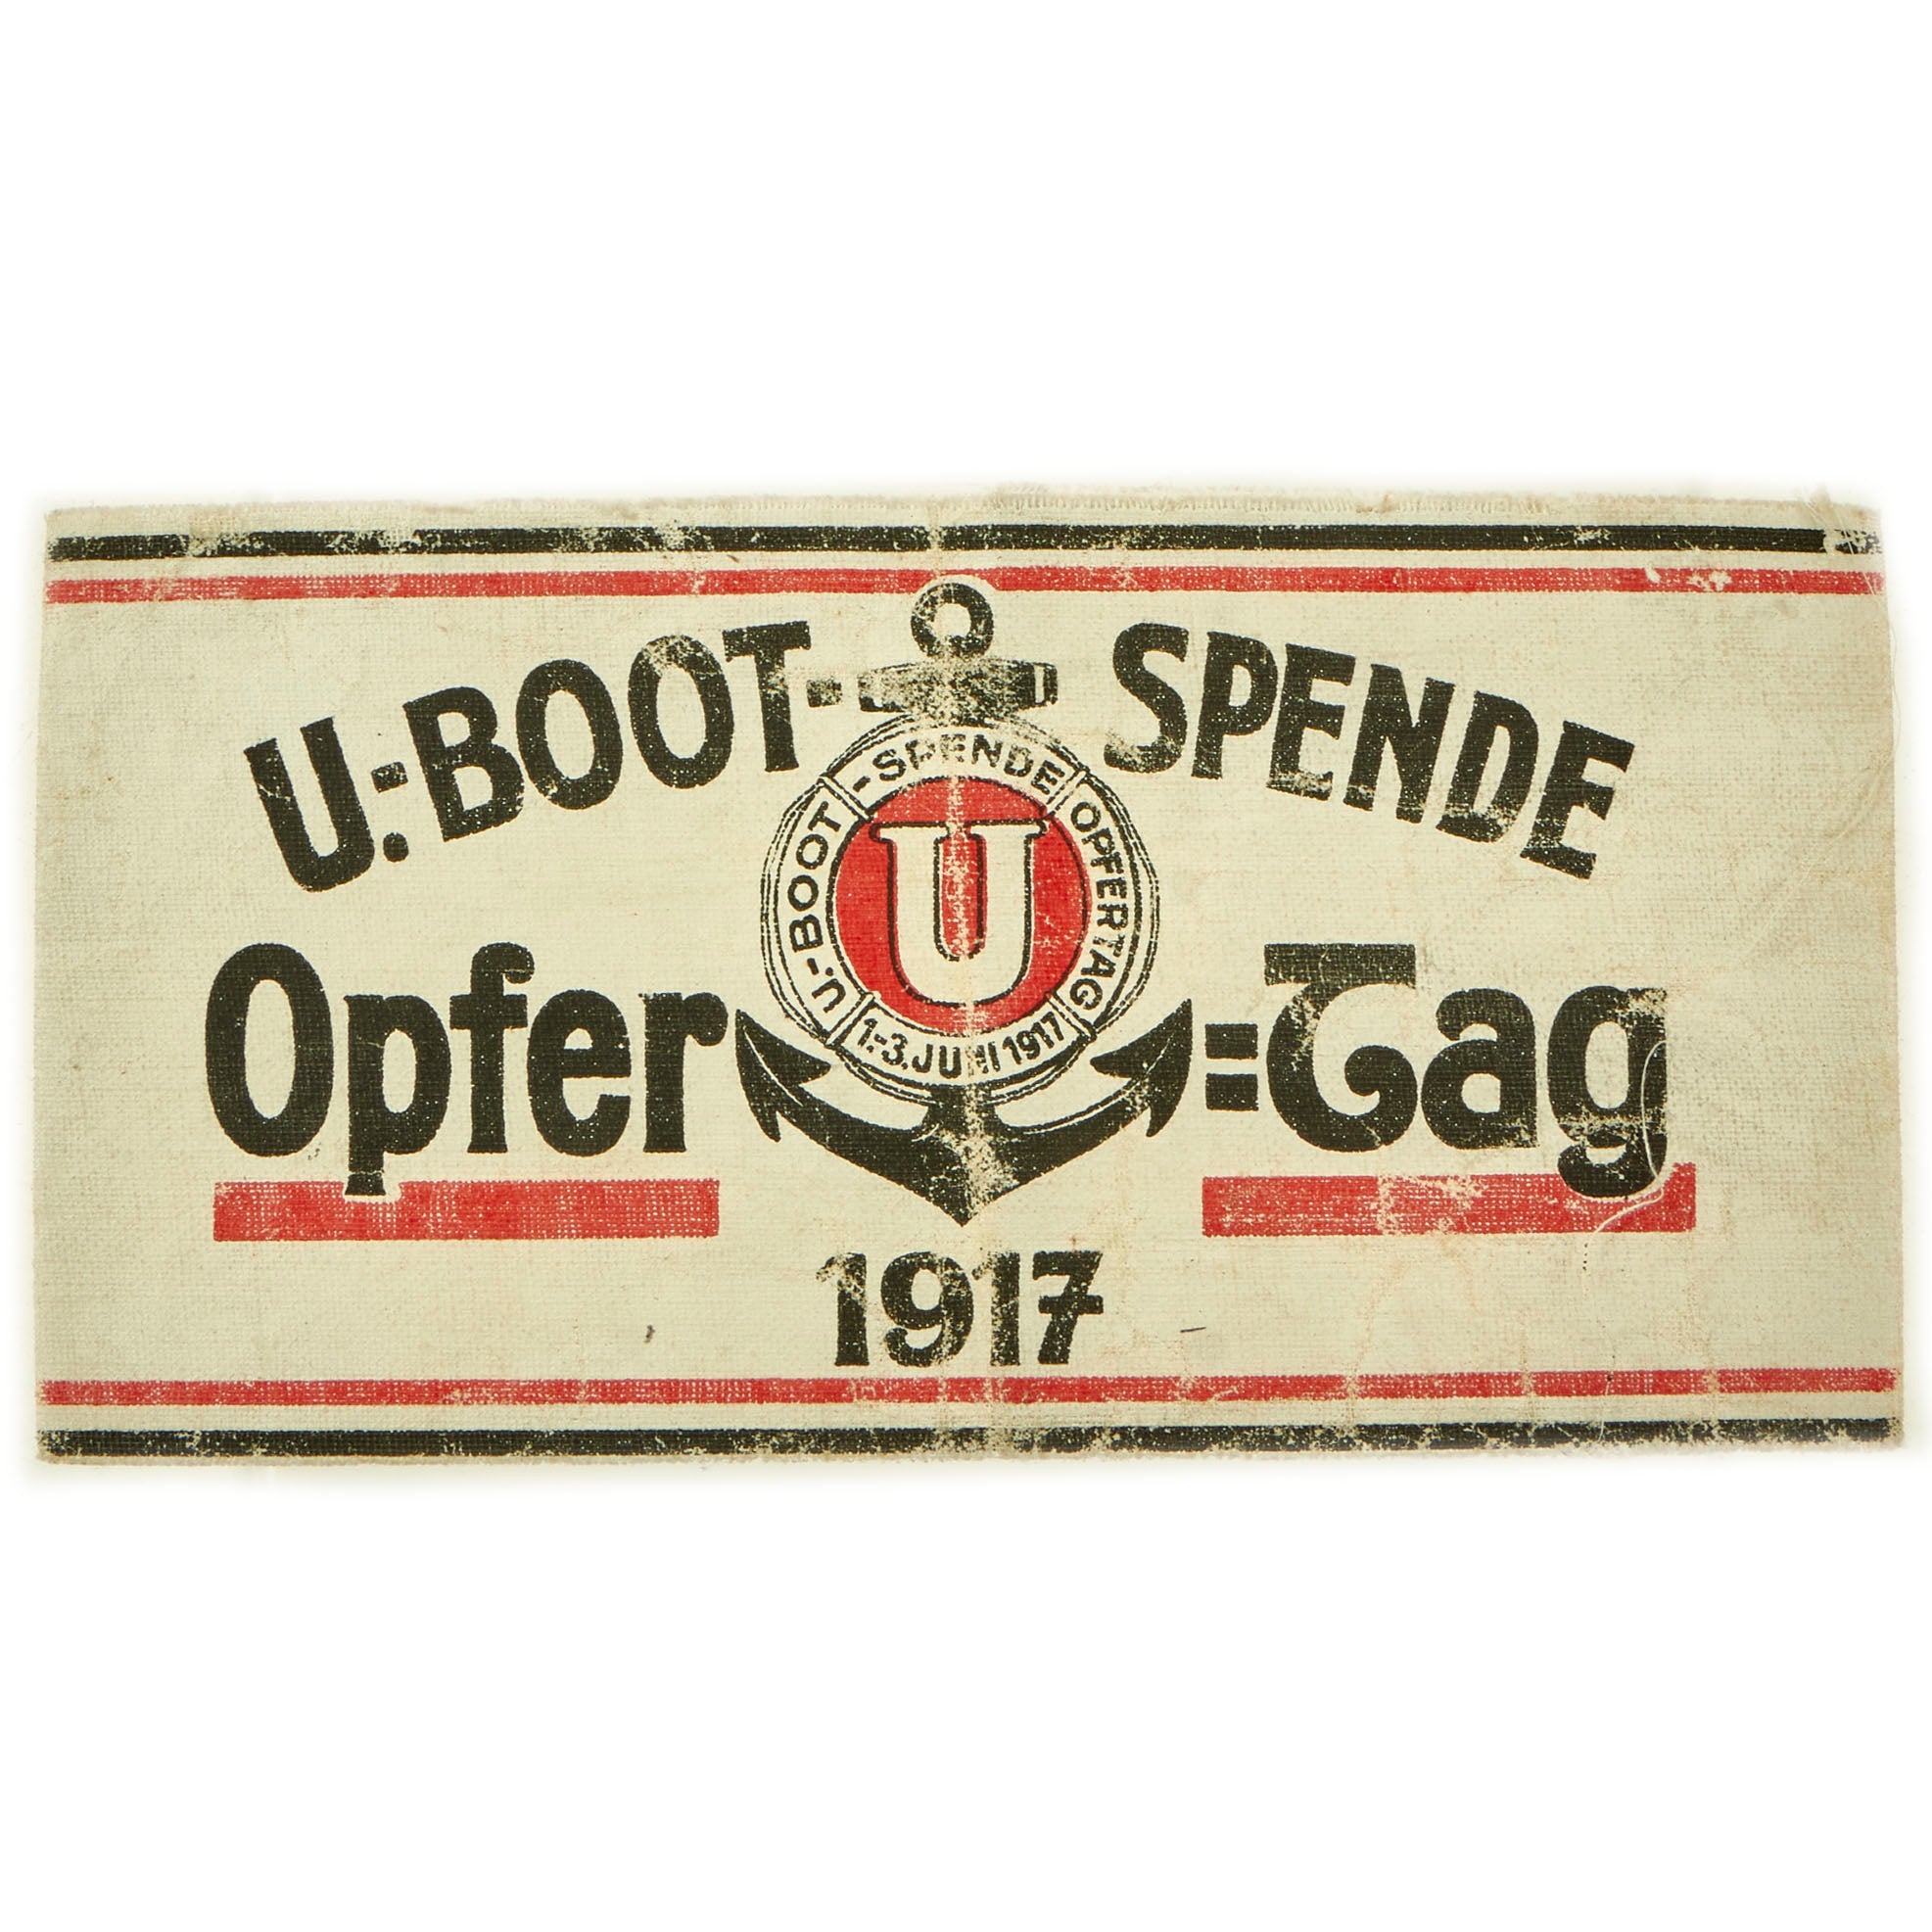 U.-BOOT-SPENDE
U.-BOOT-SPENDE OPFERTAG
U
1.-3. JUNI 1917
Opfer=Tag
1917